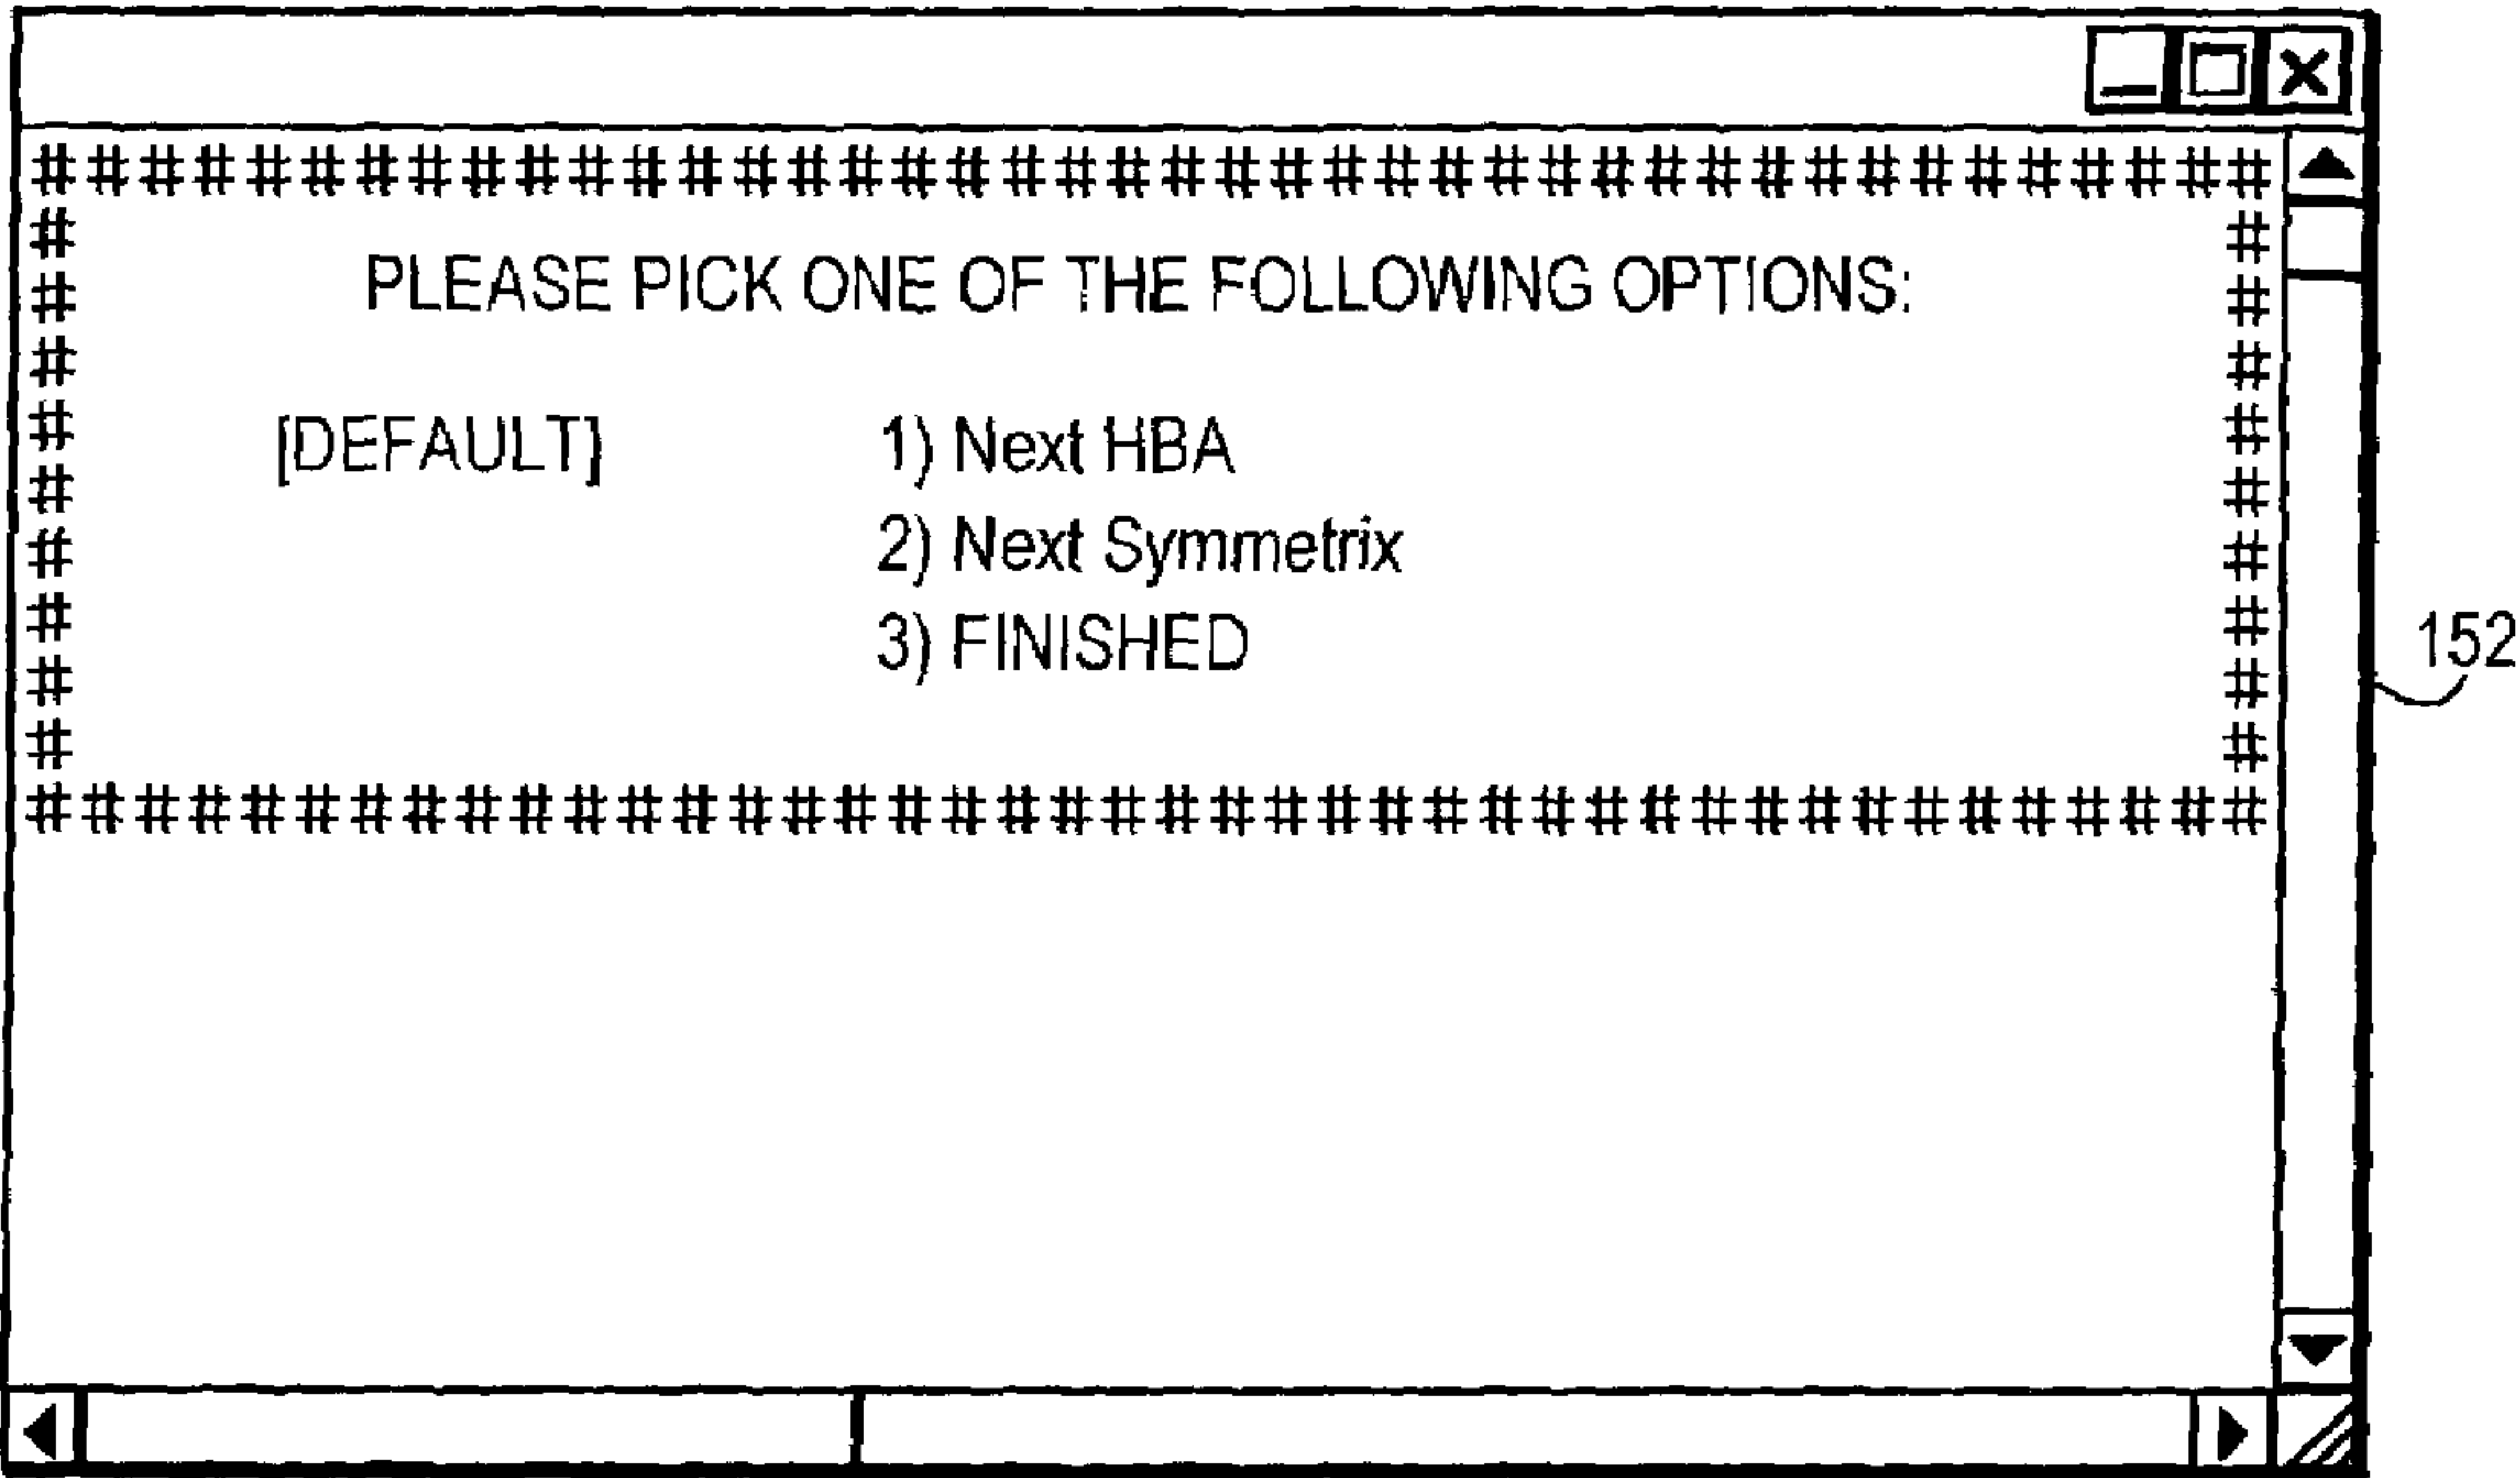 ##########################################
# #
# PLEASE PICK ONE OF THE FOLLOWING OPTIONS: #
# #
# [DEFAULT] 1) Next HBA #
# #
# 2) Next Symmetrix #
# 3) FINISHED #
# #
# #
##########################################
152